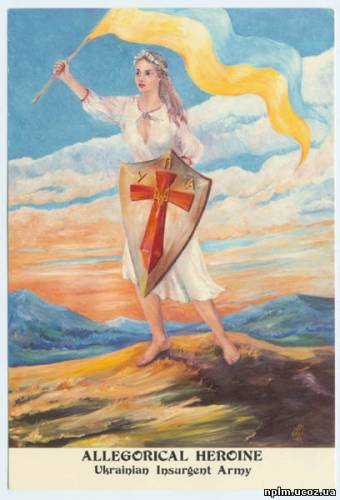 У П А
ALLEGORICAL HEROINE
Ukrainian Insurgent Army
nplm.ucoz.ua